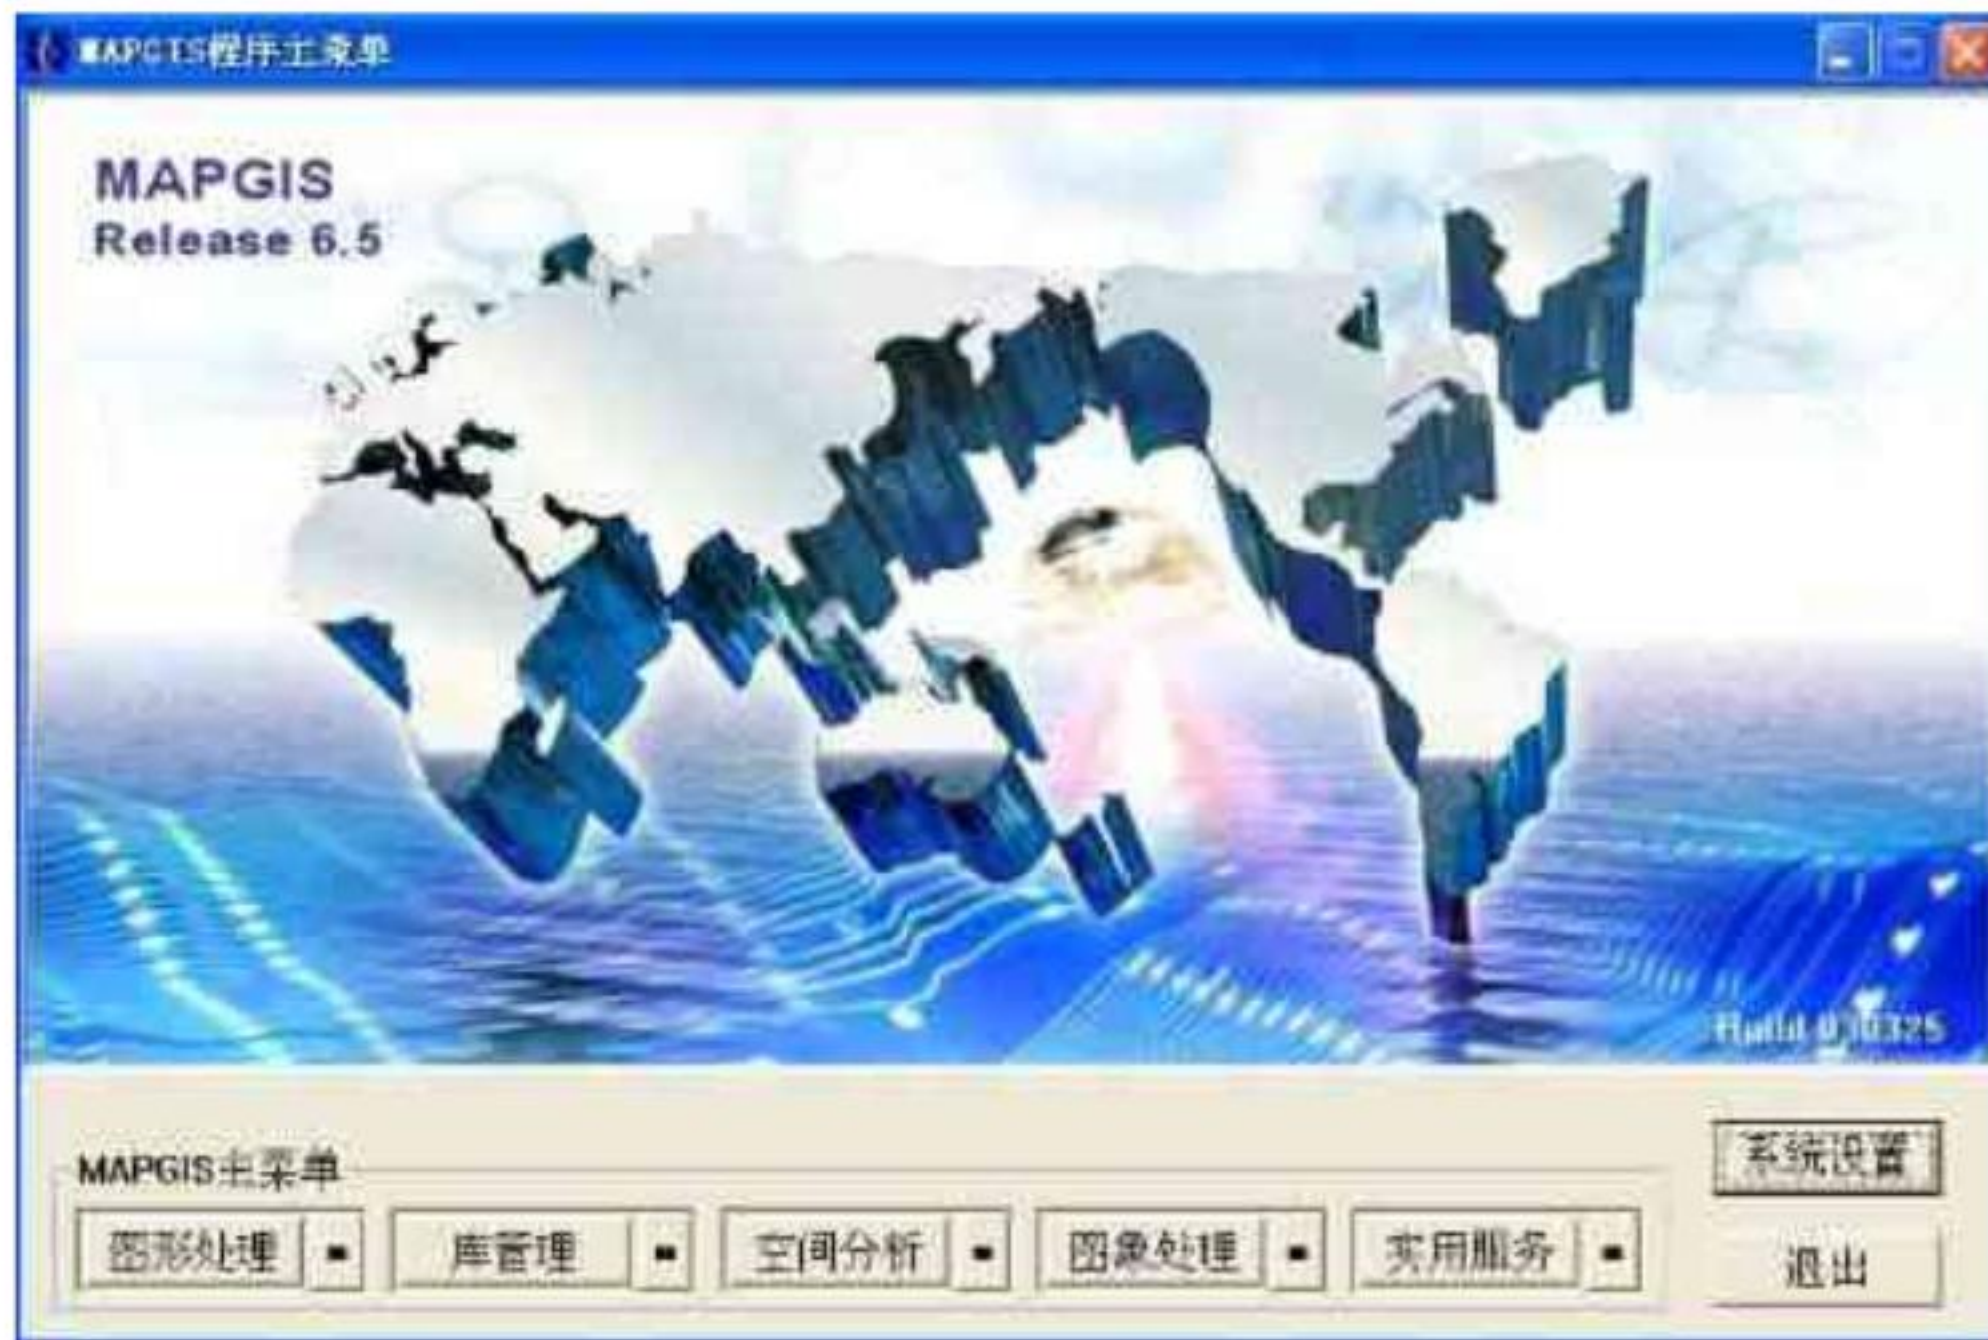 MAPGIS程序主菜单
MAPGIS
Release 6.5
MAPGIS主菜单
系统设置
图形处理
库管理
空间分析
图象处理
实用服务
退出